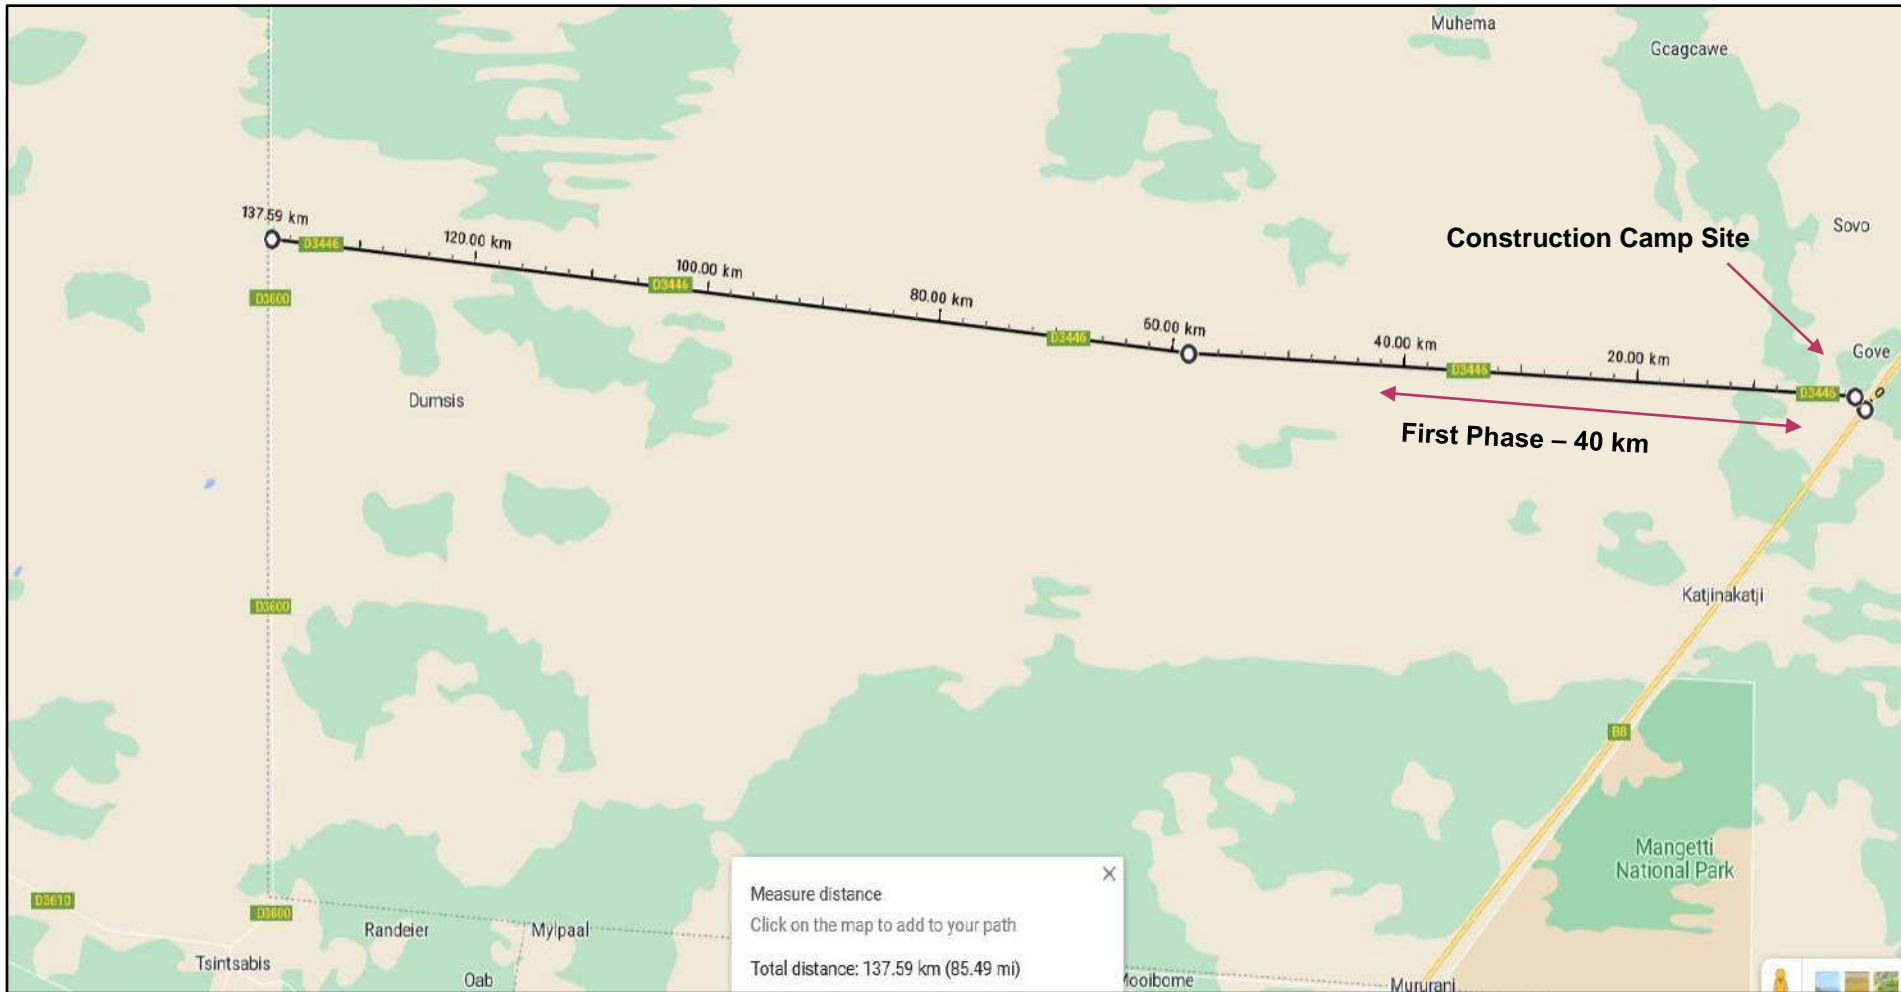 Muhema
Gcagcawe
137.59 km
Sovo
D3446
120.00 km
Construction Camp Site
100.00 km
D3446
D3600
80.00 km
60.00 km
D3446
40.00 km
20.00 km
Gove
D3446
D3446
0
Dumsis
First Phase – 40 km
Katjinakatji
D3600
B8
Mangetti
National Park
Measure distance
Click on the map to add to your path
Total distance: 137.59 km (85.49 mi)
D3610
D3600
Randeier
Mylpaal
Tsintsabis
Oab
Mooibome
Mururani